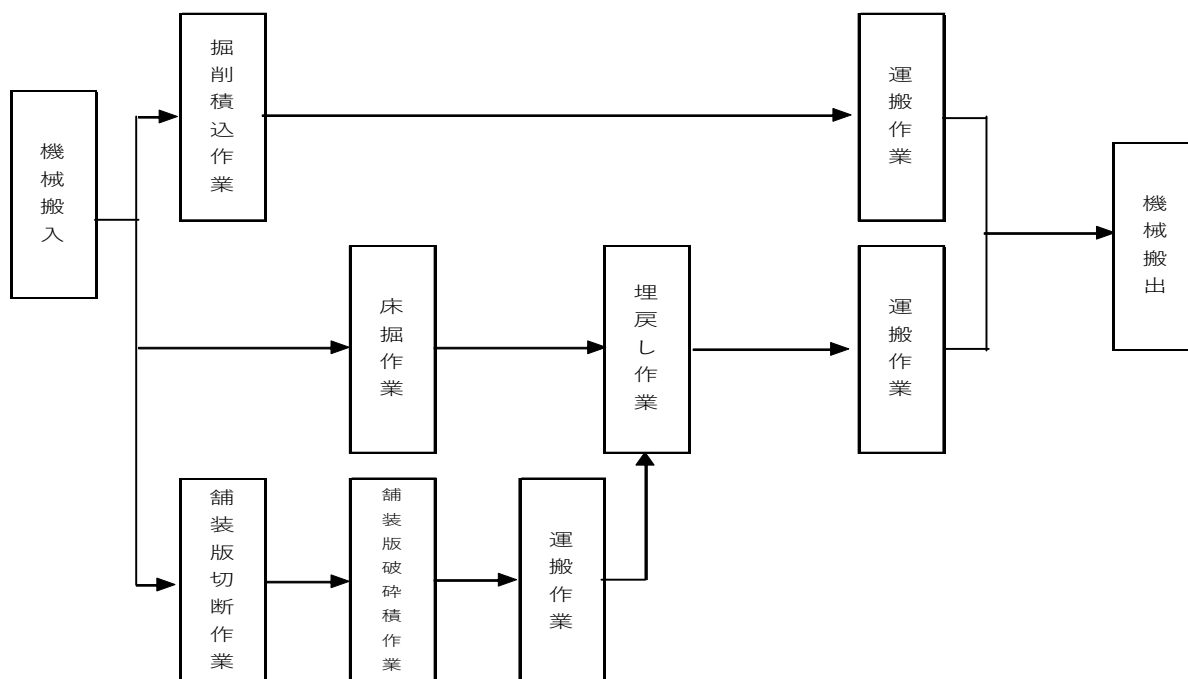 機械搬入
掘削積込作業
運搬作業
床掘作業
埋戻し作業
運搬作業
舗装版切断作業
舗装版破砕積作業
運搬作業
機械搬出